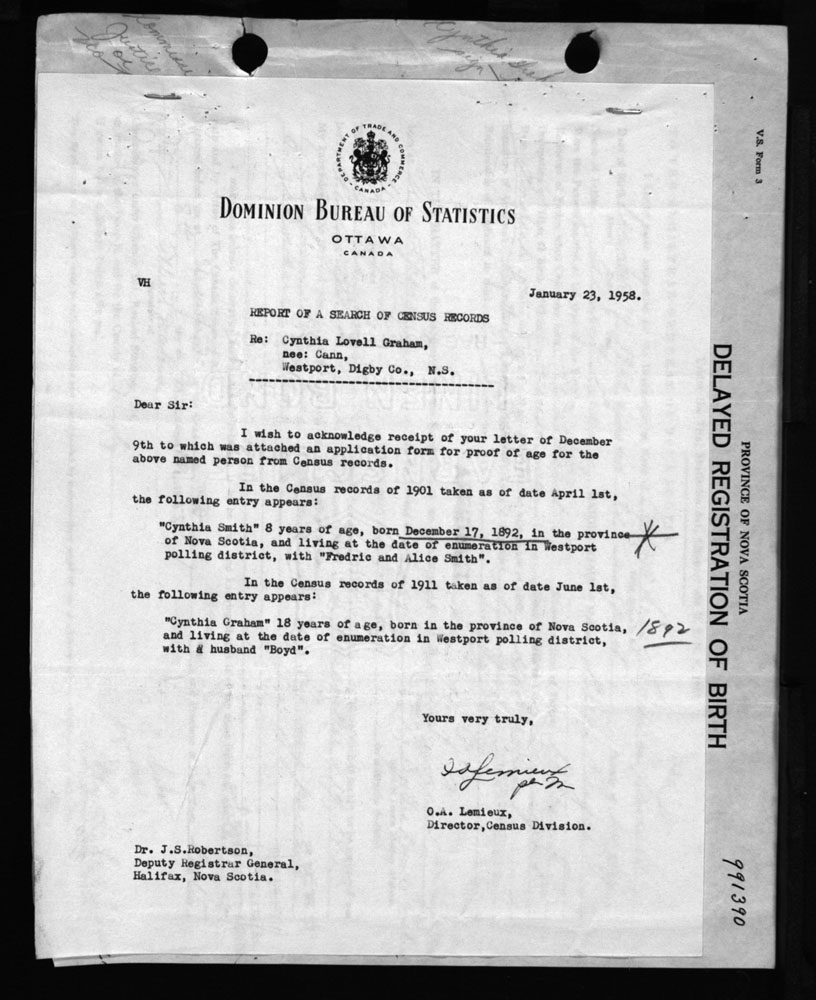 Justice
Cynthia
sign
DEPARTMENT OF TRADE AND COMMERCE
CANADA
DOMINION BUREAU OF STATISTICS
OTTAWA
CANADA
VH
January 23, 1958.
REPORT OF A SEARCH OF CENSUS RECORDS
Re: Cynthia Lovell Graham,
nee: Cann,
Westport, Digby Co., N.S.
Dear Sir:
I wish to acknowledge receipt of your letter of December
9th to which was attached an application form for proof of age for the
above named person from Census records.
In the Census records of 1901 taken as of date April 1st,
the following entry appears:
"Cynthia Smith" 8 years of age, born December 17, 1892, in the province
of Nova Scotia, and living at the date of enumeration in Westport
polling district, with "Fredric and Alice Smith".
In the Census records of 1911 taken as of date June 1st,
the following entry appears:
"Cynthia Graham" 18 years of age, born in the province of Nova Scotia,
and living at the date of enumeration in Westport polling district,
with a husband "Boyd".
1892
Yours very truly,
O.A. Lemieux,
Director,Census Division.
Dr. J.S.Robertson,
Deputy Registrar General,
Halifax, Nova Scotia.
V.S. Form 3
PROVINCE OF NOVA SCOTIA
DELAYED REGISTRATION OF BIRTH
991390